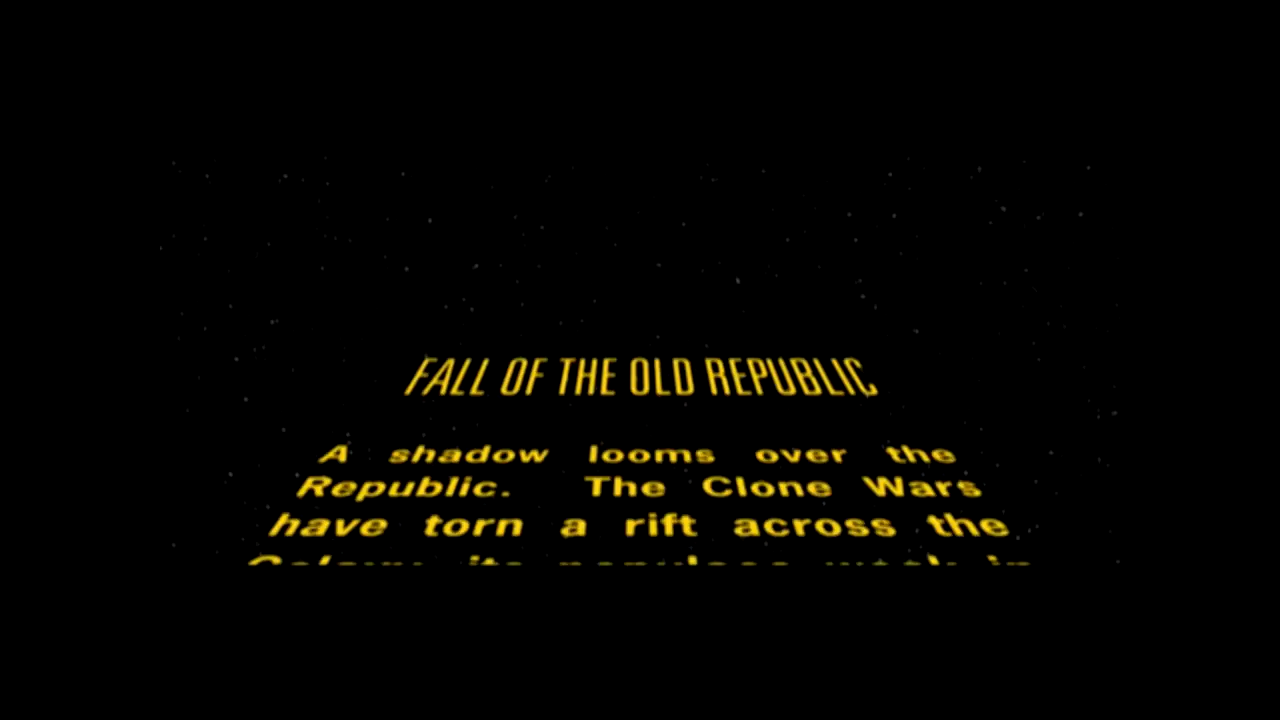 FALL OF THE OLD REPUBLIC
A shadow looms over the
Republic. The Clone Wars
have torn a rift across the